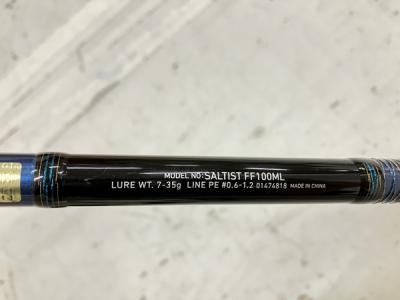 MODEL NO:SALTIST FF100ML
LURE WT. 7-35g LINE PE #0.6-1.2 01474818 MADE IN CHINA